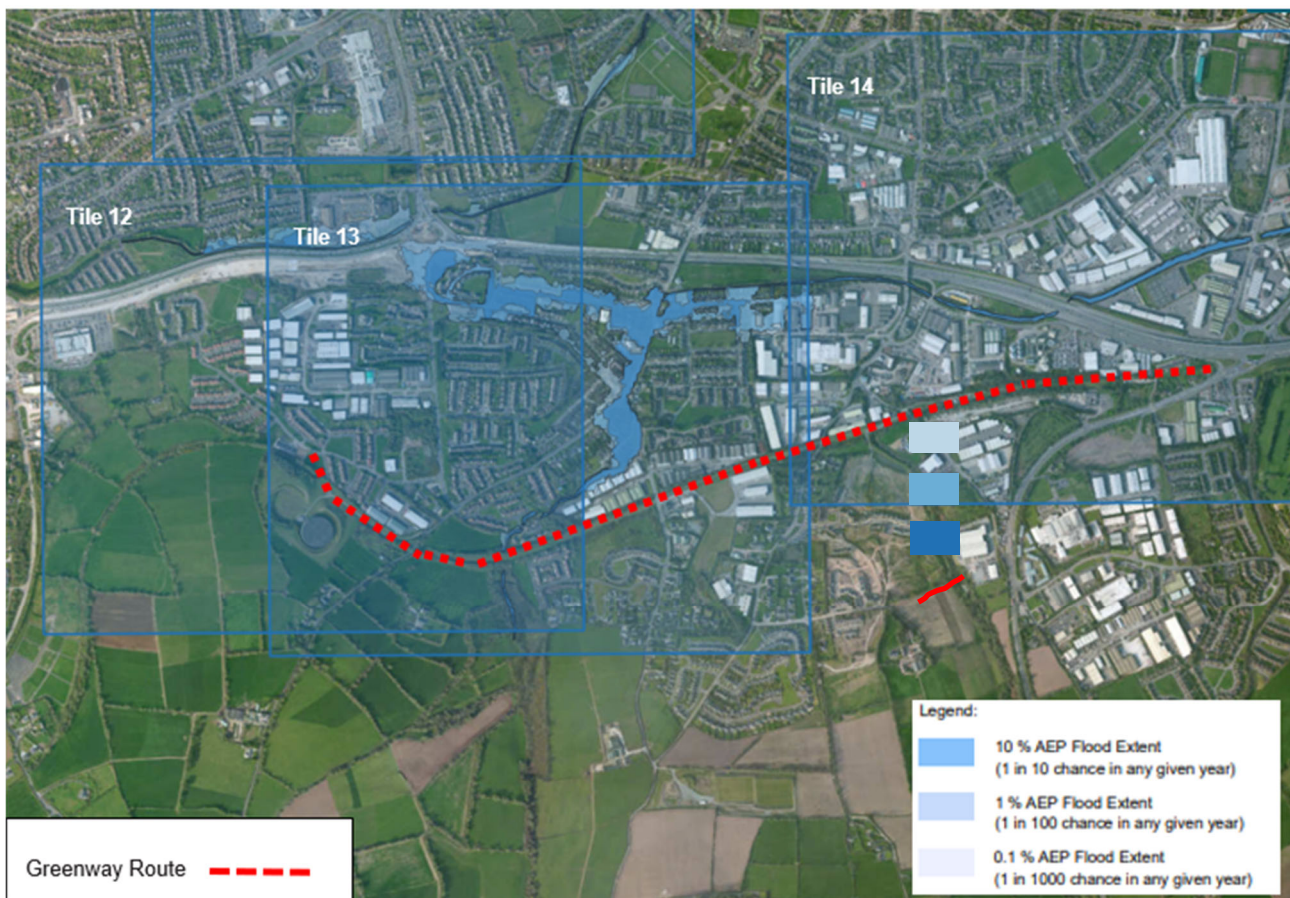 Tile 14
Tile 12
Tile 13
Legend:
10 % AEP Flood Extent
(1 in 10 chance in any given year)
1 % AEP Flood Extent
(1 in 100 chance in any given year)
0.1 % AEP Flood Extent
(1 in 1000 chance in any given year)
Greenway Route